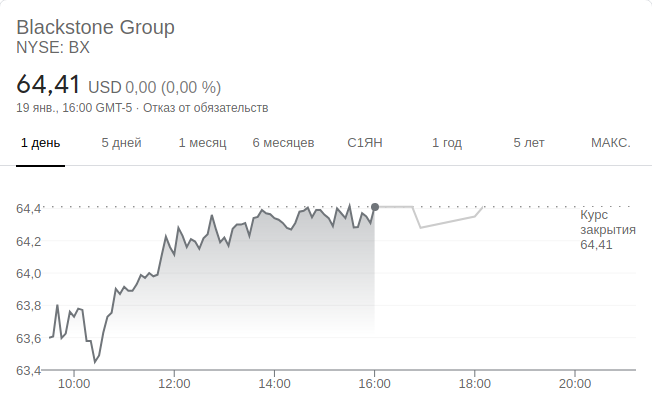 Blackstone Group
NYSE: BX
64,41 USD 0,00 (0,00 %)
19 янв., 16:00 GMT-5 · Отказ от обязательств
1 день 5 дней 1 месяц 6 месяцев С1ЯН 1 год 5 лет МАКС.
64,4
64,2
64,0
63,8
63,6
63,4
Курс
закрытия
64,41
10:00 12:00 14:00 16:00 18:00 20:00